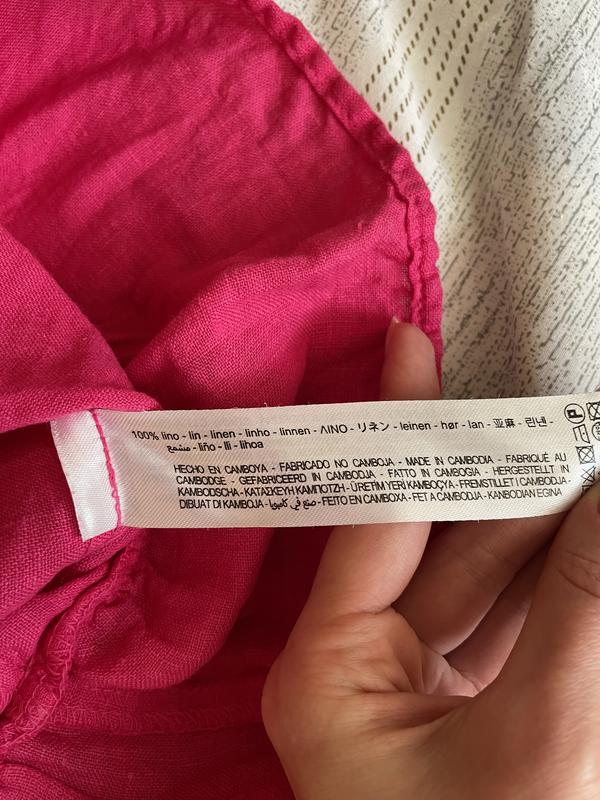 100% lino - lin - linen - linho - linnen - ΛΙΝΟ - リネン - leinen - hør - lan - 亚麻 - 린넨 -
مشمع - liño - lli - lihoa
HECHO EN CAMBOYA - FABRICADO NO CAMBOJA - MADE IN CAMBODIA - FABRIQUÉ AU
CAMBODGE - GEFABRICEERD IN CAMBODJA - FATTO IN CAMBOGIA - HERGESTELLT IN
KAMBODSCHA - ΚΑΤΑΣΚΕΥΗ ΚΑΜΠΟΤΖΗ - ÜRETİM YERİ KAMBOÇYA - FREMSTILLET I CAMBODJA -
DIBUAT DI KAMBOJA - صنع في كامبوديا - FEITO EN CAMBOXA - FET A CAMBODJA - KANBODIAN EGINA